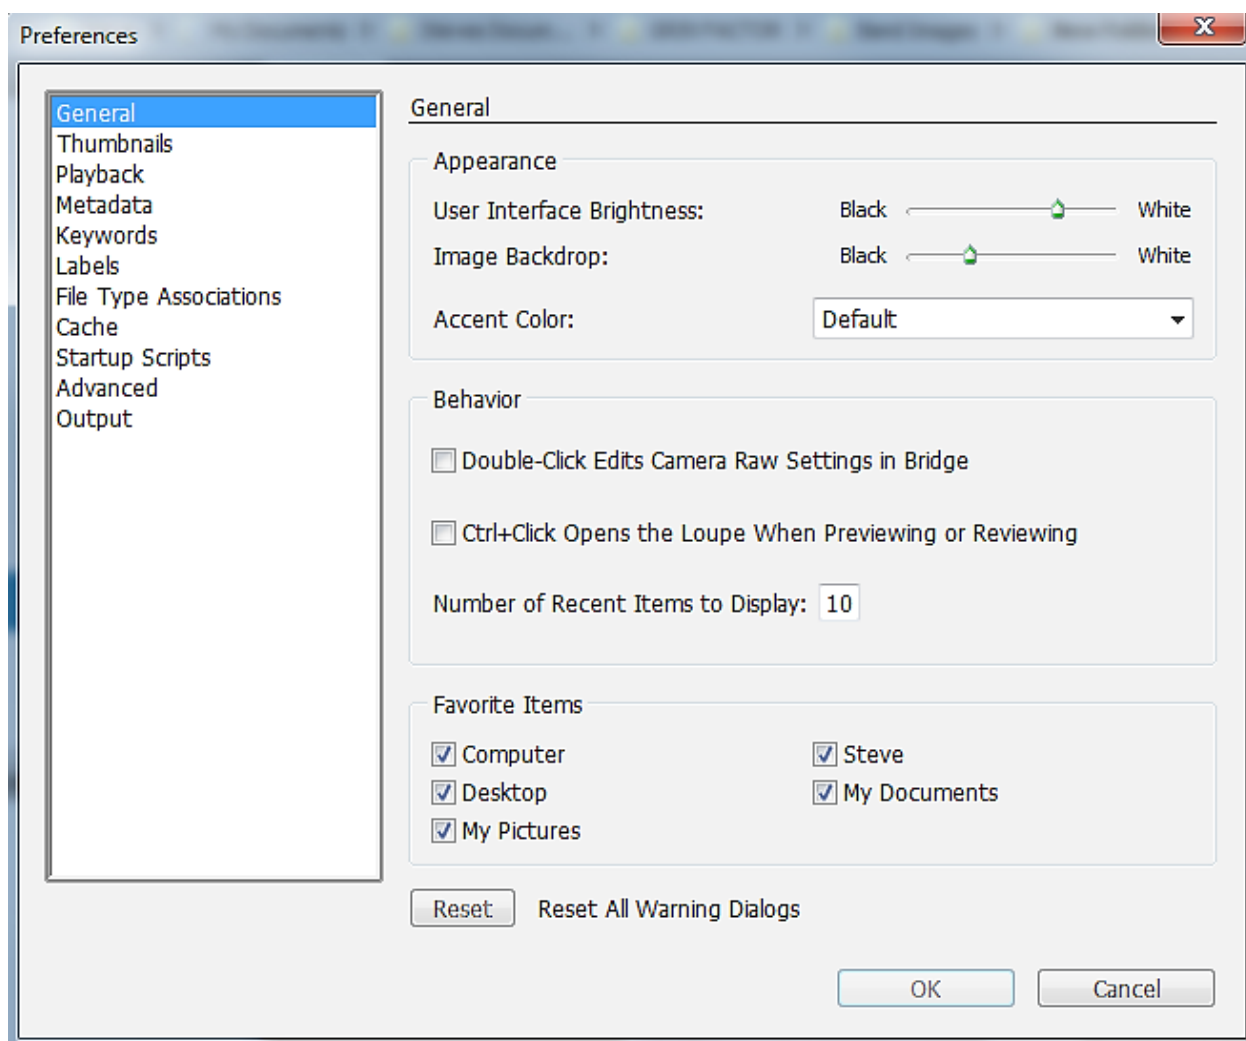 Preferences
General
Thumbnails
Playback
Metadata
Keywords
Labels
File Type Associations
Cache
Startup Scripts
Advanced
Output
General
Appearance
User Interface Brightness: Black White
Image Backdrop: Black White
Accent Color: Default
Behavior
Double-Click Edits Camera Raw Settings in Bridge
Ctrl+Click Opens the Loupe When Previewing or Reviewing
Number of Recent Items to Display: 10
Favorite Items
Computer Steve
Desktop My Documents
My Pictures
Reset Reset All Warning Dialogs
OK Cancel